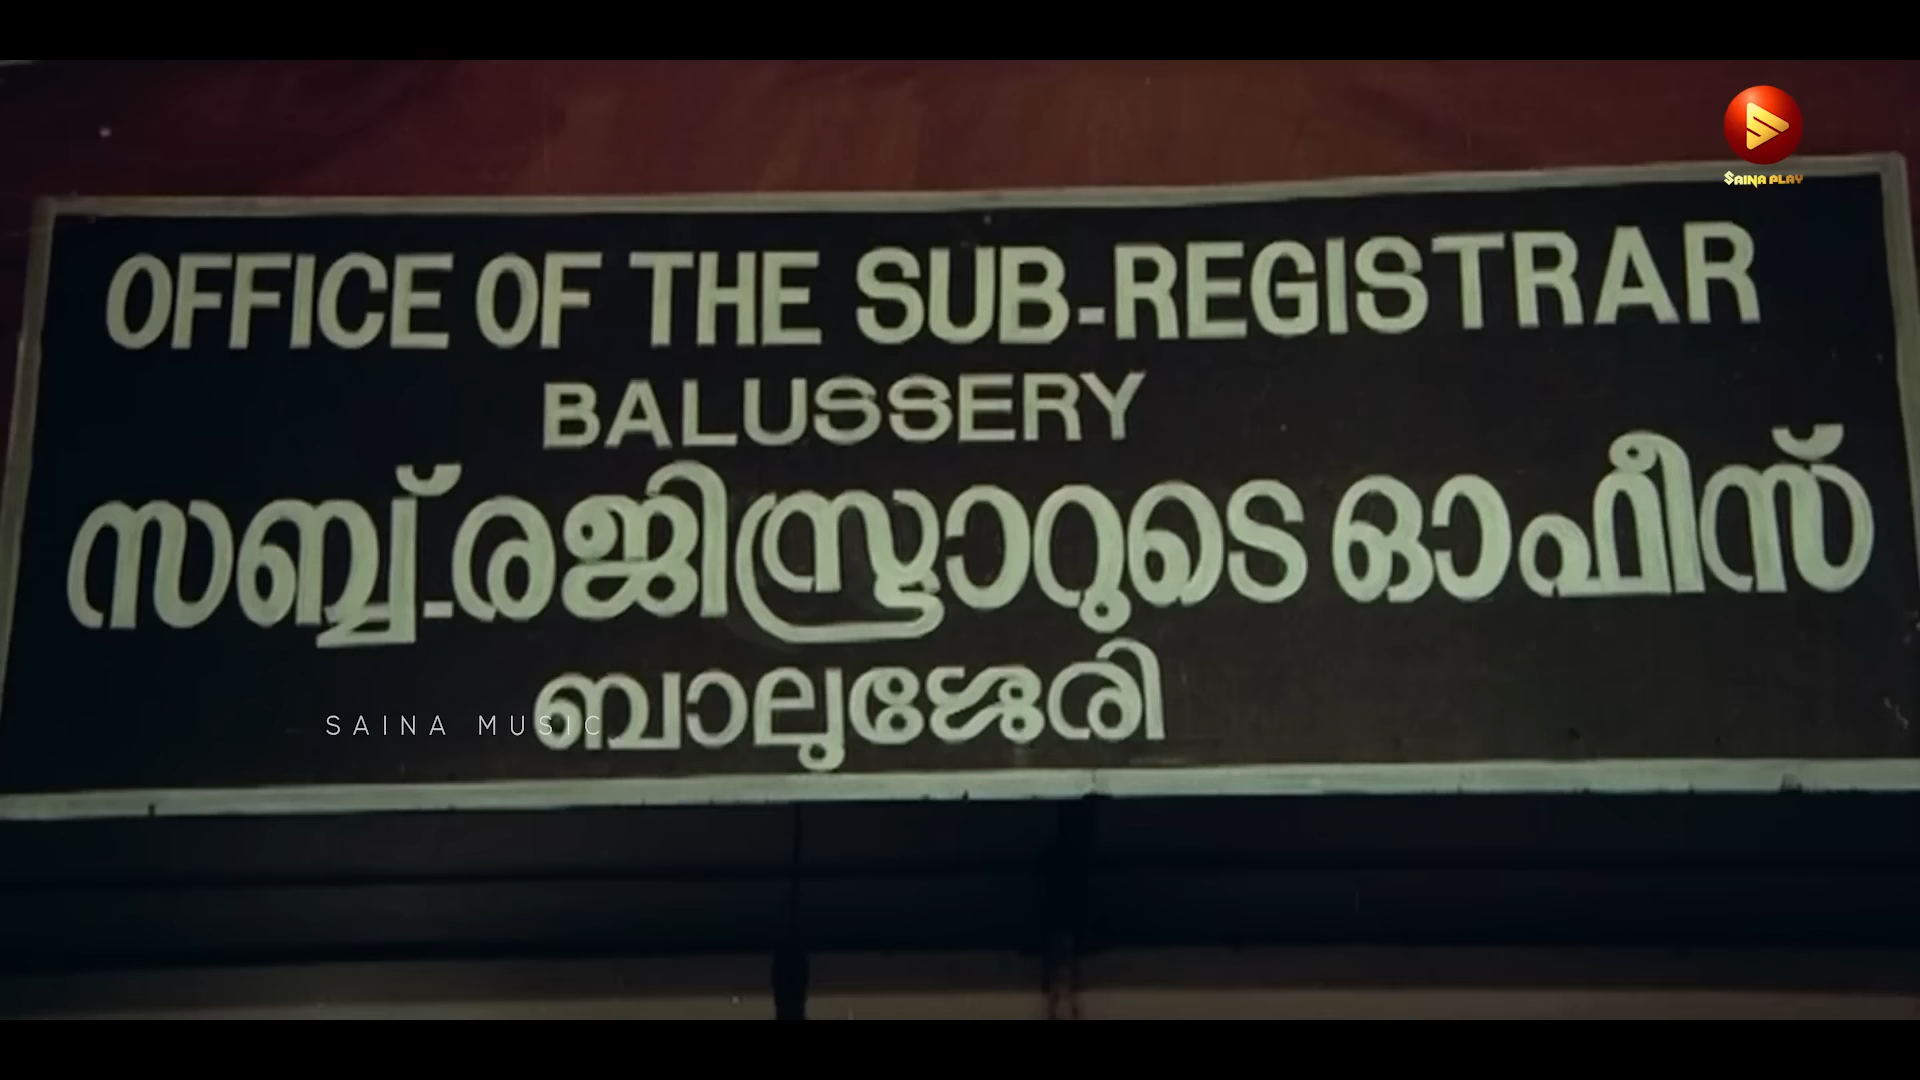 SAINA PLAY
OFFICE OF THE SUB-REGISTRAR
BALUSSERY
സബ്ബ്-രജിസ്ട്രാറുടെ ഓഫീസ്
ബാലുശ്ശേരി
SAINA MUSIC